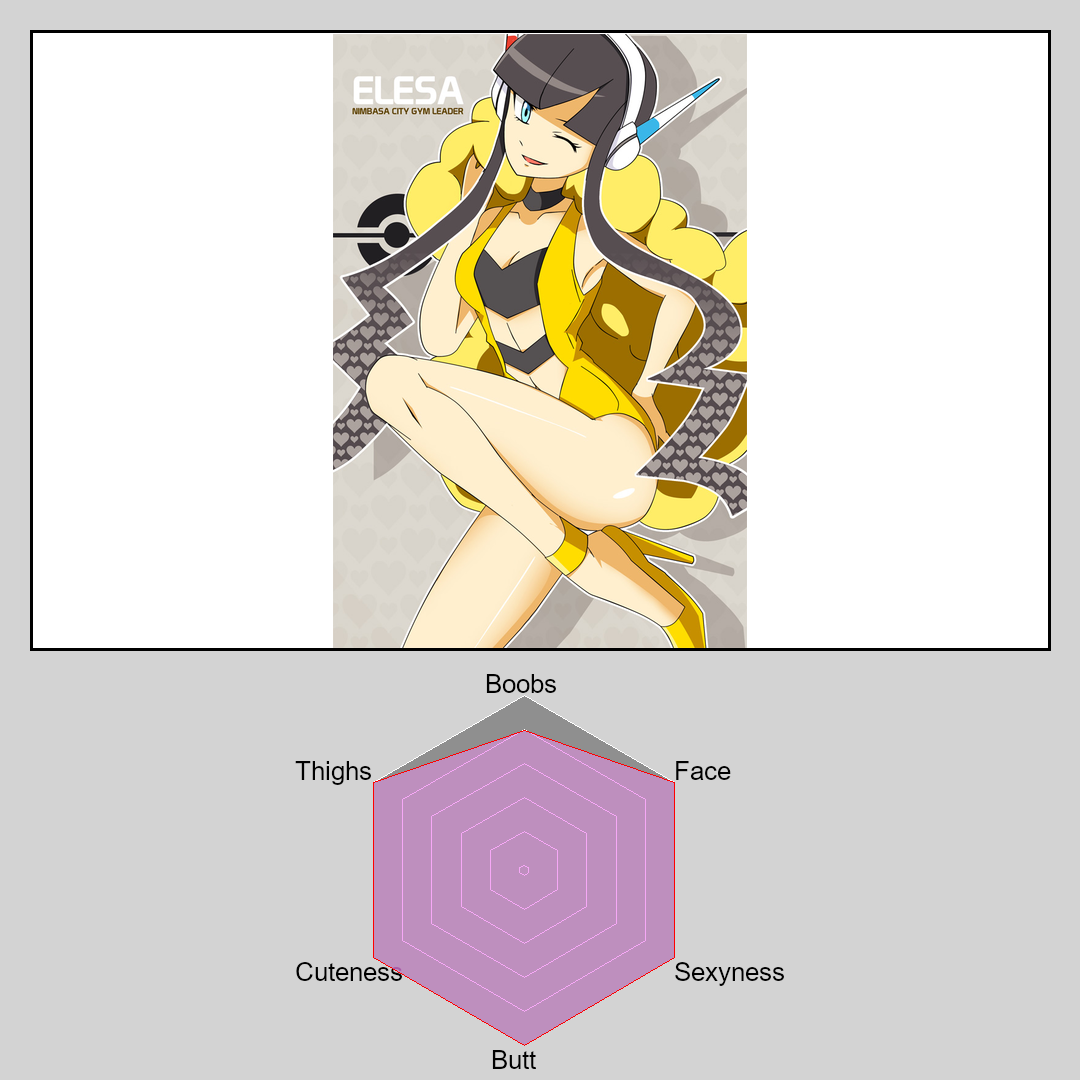 ELESA
NIMBASA CITY GYM LEADER
Boobs
Thighs
Face
Cuteness
Sexyness
Butt